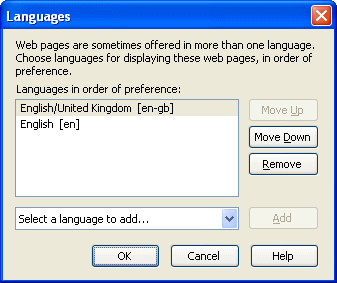 Languages
Web pages are sometimes offered in more than one language.
Choose languages for displaying these web pages, in order of
preference.
Languages in order of preference:
English/United Kingdom [en-gb]
English [en]
Move Up
Move Down
Remove
Select a language to add...
Add
OK
Cancel
Help